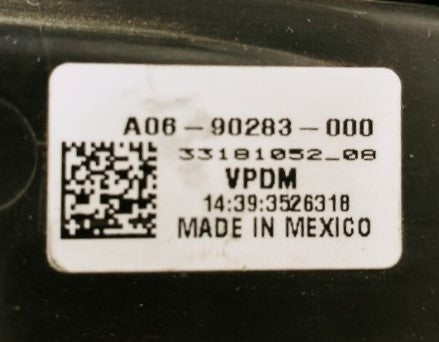 A06-90283-000
33181052_08
VPDM
14:39:3526318
MADE IN MEXICO